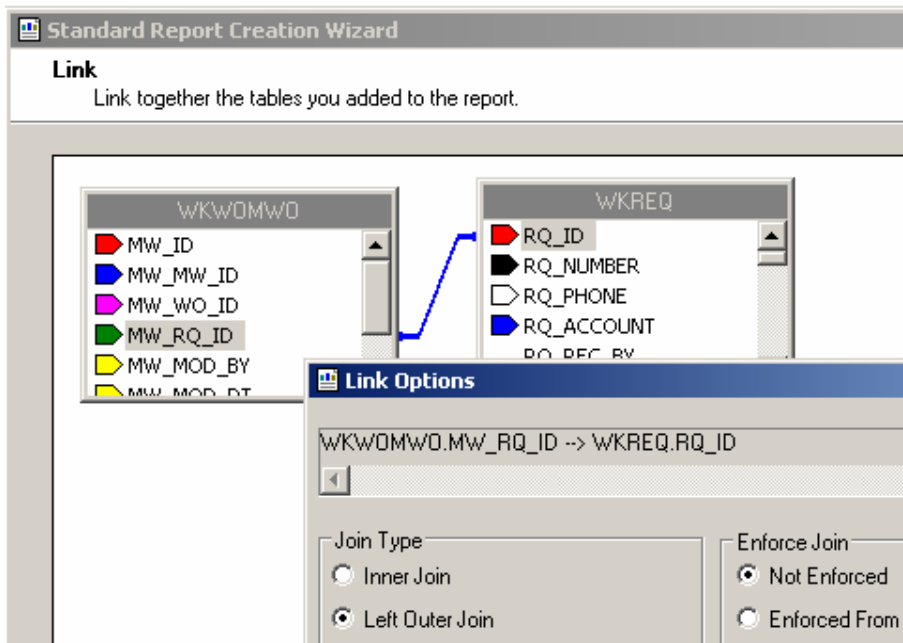 Standard Report Creation Wizard
Link
Link together the tables you added to the report.
WKWOMWO
MW_ID
MW_MW_ID
MW_WO_ID
MW_RQ_ID
MW_MOD_BY
MW_MOD_DT
WKREQ
RQ_ID
RQ_NUMBER
RQ_PHONE
RQ_ACCOUNT
RQ_REC_BY
Link Options
WKWOMWO.MW_RQ_ID --> WKREQ.RQ_ID
Join Type
Inner Join
Left Outer Join
Enforce Join
Not Enforced
Enforced From